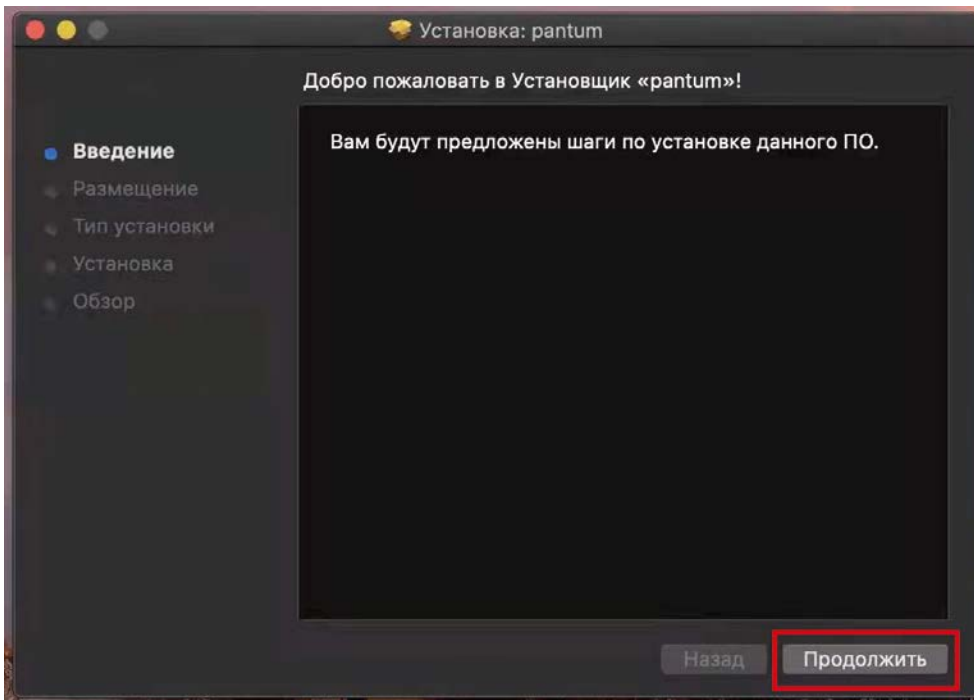 Установка: pantum
Добро пожаловать в Установщик «pantum»!
Введение
Размещение
Тип установки
Установка
Обзор
Вам будут предложены шаги по установке данного ПО.
Назад
Продолжить